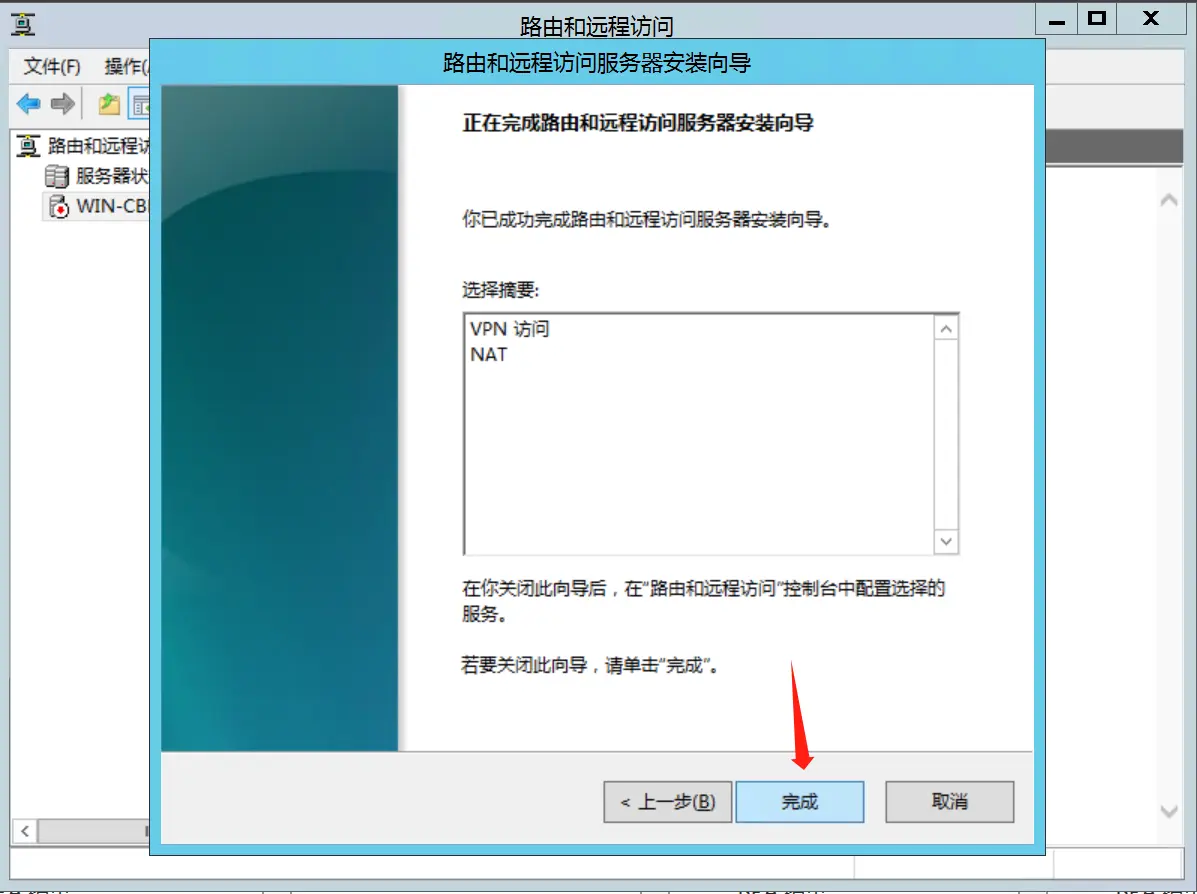 路由和远程访问
路由和远程访问服务器安装向导
文件(F) 操作(
路由和远程访
服务器状
WIN-CB
正在完成路由和远程访问服务器安装向导
你已成功完成路由和远程访问服务器安装向导。
选择摘要:
VPN 访问
NAT
在你关闭此向导后，在“路由和远程访问”控制台中配置选择的
服务。
若要关闭此向导，请单击“完成”。
< 上一步(B) 完成 取消